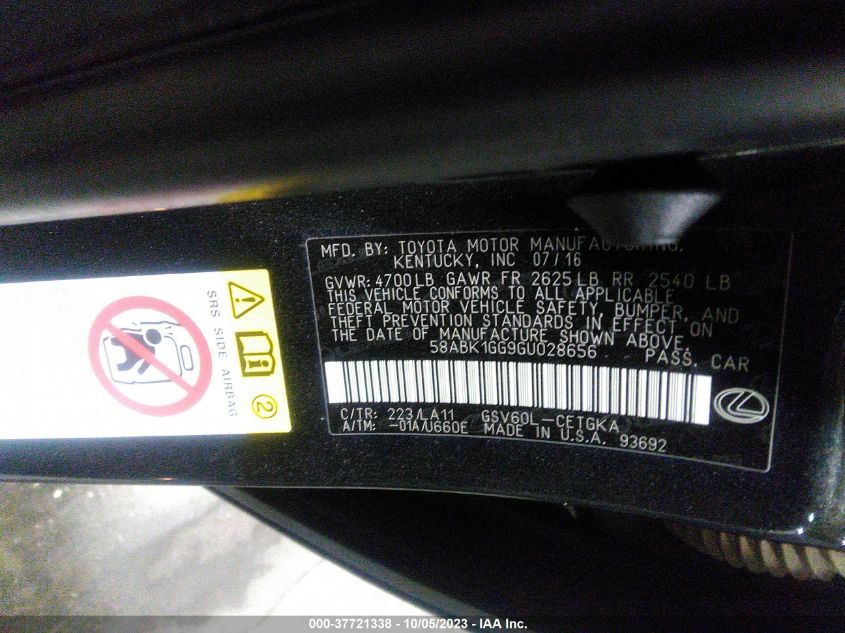 MFD. BY: TOYOTA MOTOR MANUFACTURING.
KENTUCKY, INC 07/16
GVWR: 4700LB GAWR FR 2625LB RR 2540 LB
THIS VEHICLE CONFORMS TO ALL APPLICABLE
FEDERAL MOTOR VEHICLE SAFETY, BUMPER, AND
THEFT PREVENTION STANDARDS IN EFFECT ON
THE DATE OF MANUFACTURE SHOWN ABOVE.
58ABK1GG9GU028656 PASS. CAR
C/TR: 223/LA11 GSV60L-CETGKA
A/TM: -01A/U660E MADE IN U.S.A. 93692
SRS SIDE AIRBAG
2
000-37721338 - 10/05/2023 - IAA Inc.